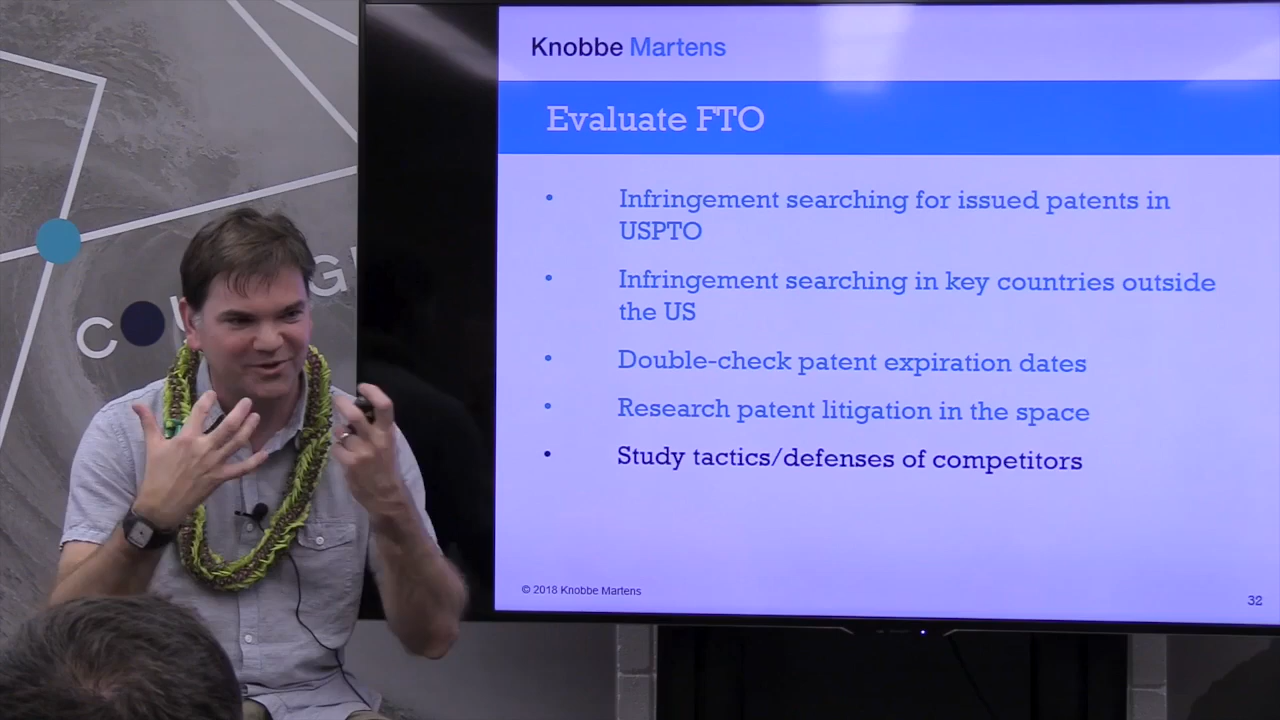 Knobbe Martens
Evaluate FTO
• Infringement searching for issued patents in
USPTO
• Infringement searching in key countries outside
the US
• Double-check patent expiration dates
• Research patent litigation in the space
• Study tactics/defenses of competitors
© 2018 Knobbe Martens
32